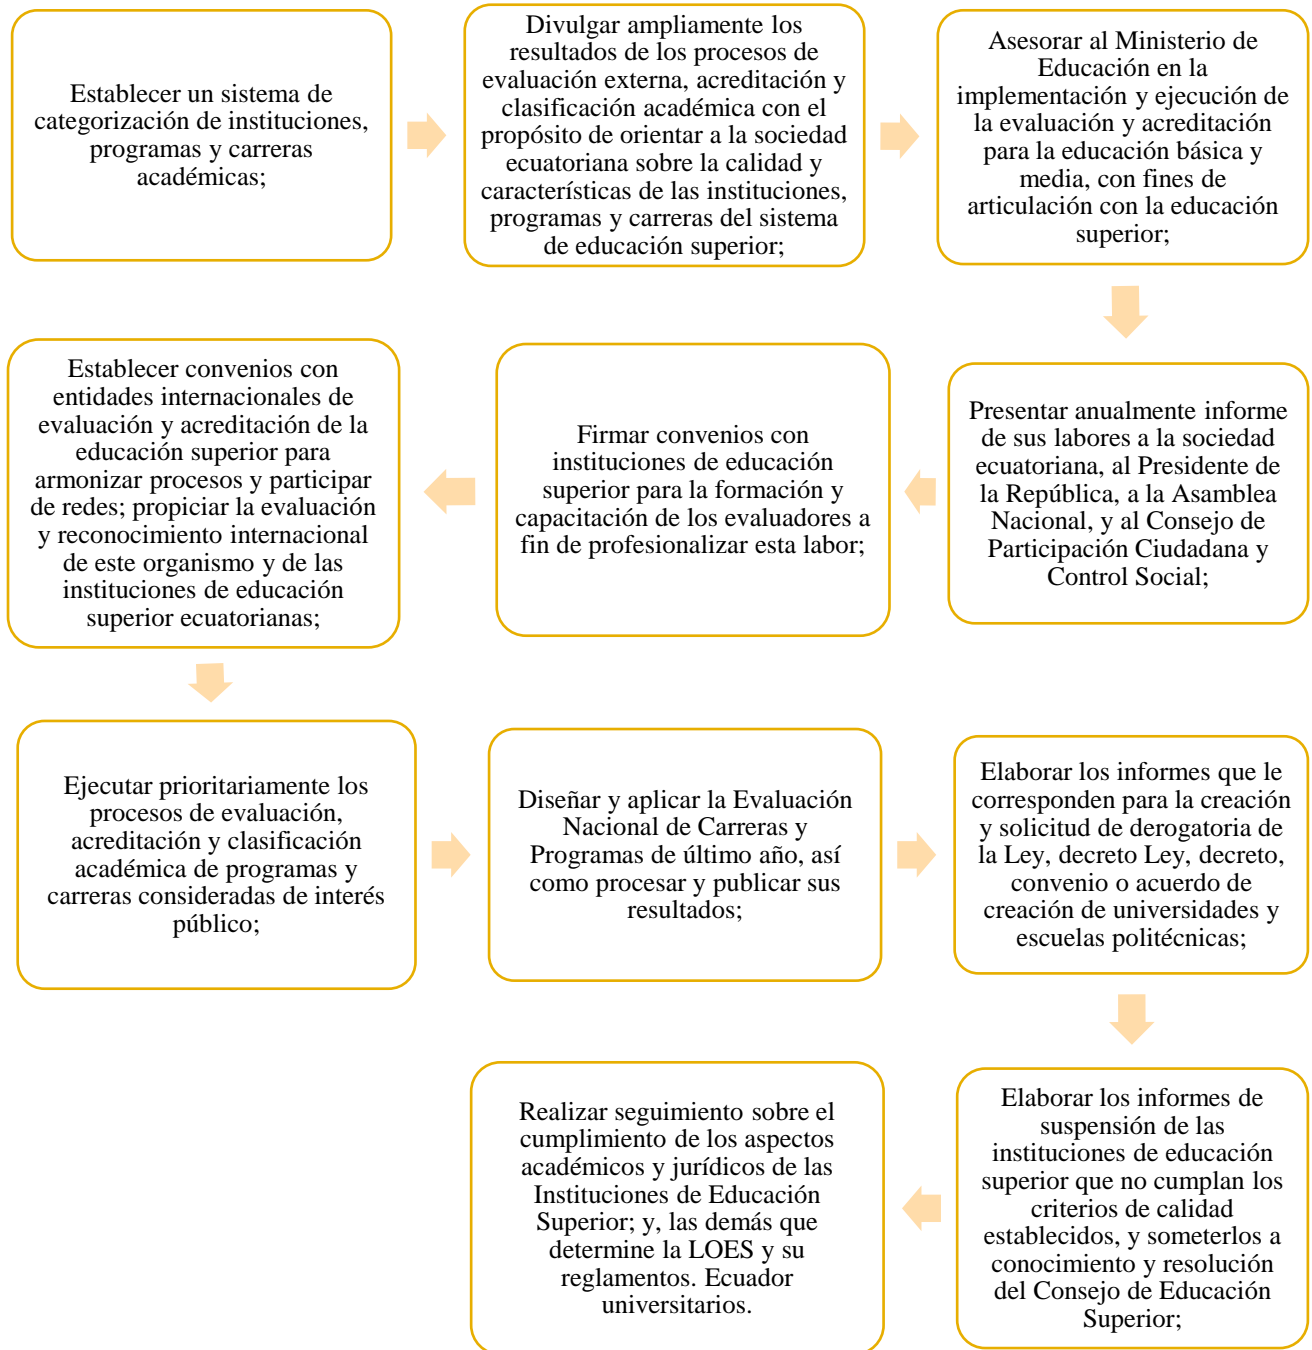 Establecer un sistema de
categorización de instituciones,
programas y carreras
académicas;
Divulgar ampliamente los
resultados de los procesos de
evaluación externa, acreditación y
clasificación académica con el
propósito de orientar a la sociedad
ecuatoriana sobre la calidad y
características de las instituciones,
programas y carreras del sistema
de educación superior;
Asesorar al Ministerio de
Educación en la
implementación y ejecución de
la evaluación y acreditación
para la educación básica y
media, con fines de
articulación con la educación
superior;
Presentar anualmente informe
de sus labores a la sociedad
ecuatoriana, al Presidente de
la República, a la Asamblea
Nacional, y al Consejo de
Participación Ciudadana y
Control Social;
Firmar convenios con
instituciones de educación
superior para la formación y
capacitación de los evaluadores a
fin de profesionalizar esta labor;
Establecer convenios con
entidades internacionales de
evaluación y acreditación de la
educación superior para
armonizar procesos y participar
de redes; propiciar la evaluación
y reconocimiento internacional
de este organismo y de las
instituciones de educación
superior ecuatorianas;
Ejecutar prioritariamente los
procesos de evaluación,
acreditación y clasificación
académica de programas y
carreras consideradas de interés
público;
Diseñar y aplicar la Evaluación
Nacional de Carreras y
Programas de último año, así
como procesar y publicar sus
resultados;
Elaborar los informes que le
corresponden para la creación
y solicitud de derogatoria de
la Ley, decreto Ley, decreto,
convenio o acuerdo de
creación de universidades y
escuelas politécnicas;
Elaborar los informes de
suspensión de las
instituciones de educación
superior que no cumplan los
criterios de calidad
establecidos, y someterlos a
conocimiento y resolución
del Consejo de Educación
Superior;
Realizar seguimiento sobre el
cumplimiento de los aspectos
académicos y jurídicos de las
Instituciones de Educación
Superior; y, las demás que
determine la LOES y su
reglamentos. Ecuador
universitarios.